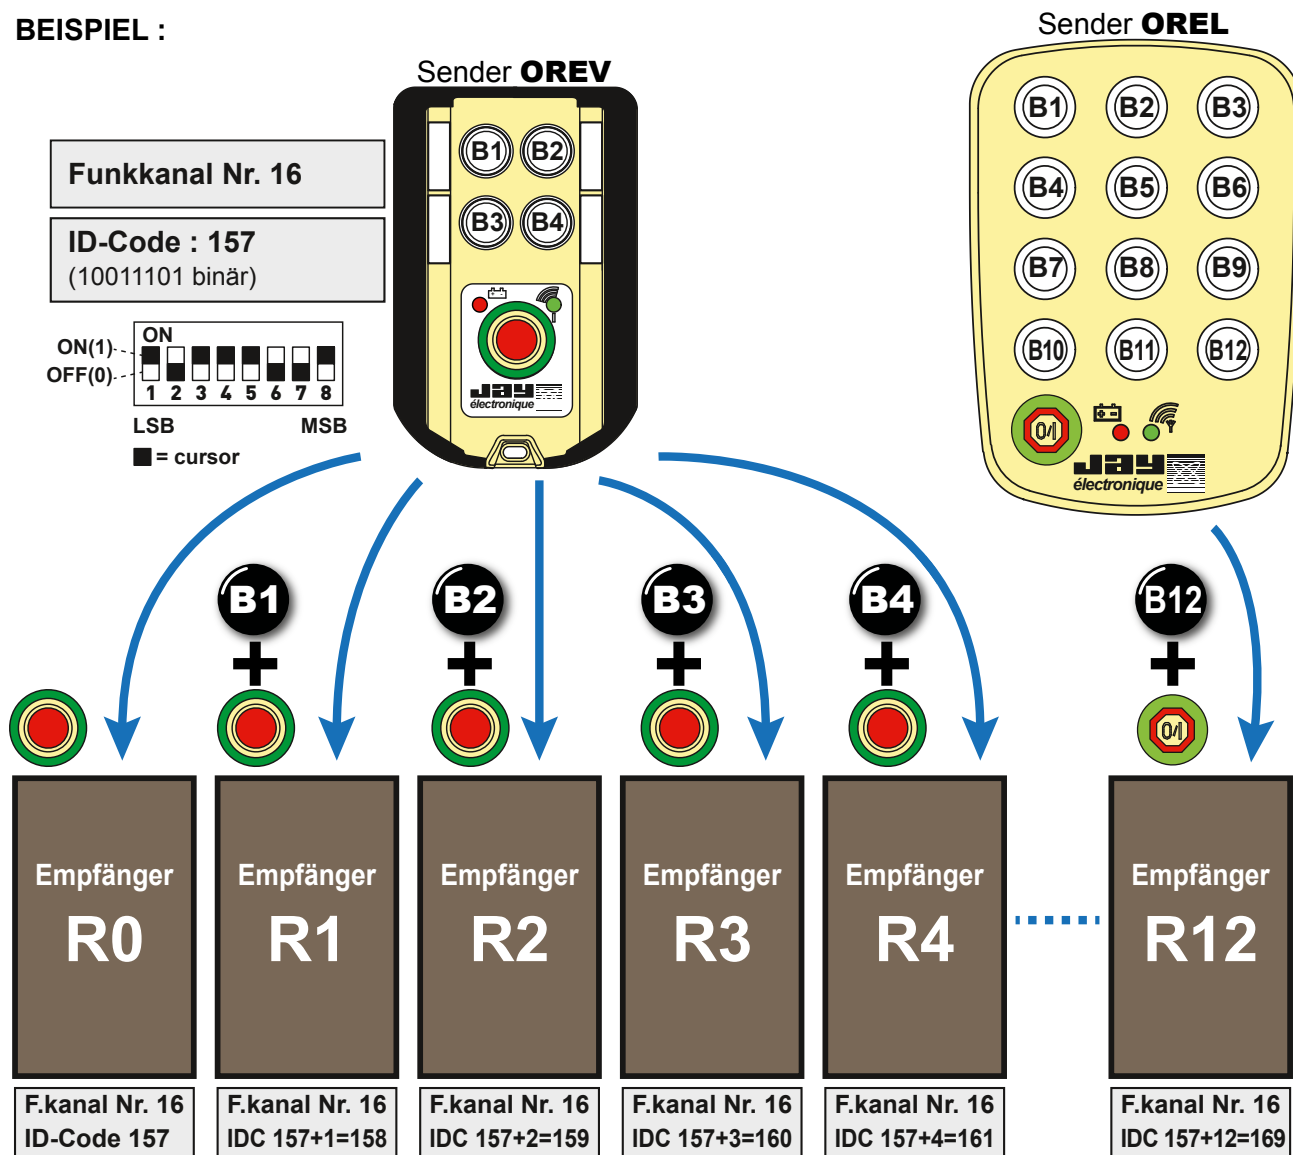 BEISPIEL :
Sender OREV
Sender OREL
Funkkanal Nr. 16
ID-Code : 157
(10011101 binär)
ON
ON(1)
OFF(0)
1 2 3 4 5 6 7 8
LSB MSB
= cursor
B1 B2
B3 B4
JAY
électronique
B1 B2 B3
B4 B5 B6
B7 B8 B9
B10 B11 B12
O/I
JAY
électronique
B1 B2 B3 B4 B12
+ + + + +
O/I
Empfänger Empfänger Empfänger Empfänger Empfänger Empfänger
R0 R1 R2 R3 R4 R12
F.kanal Nr. 16 F.kanal Nr. 16 F.kanal Nr. 16 F.kanal Nr. 16 F.kanal Nr. 16 F.kanal Nr. 16
ID-Code 157 IDC 157+1=158 IDC 157+2=159 IDC 157+3=160 IDC 157+4=161 IDC 157+12=169